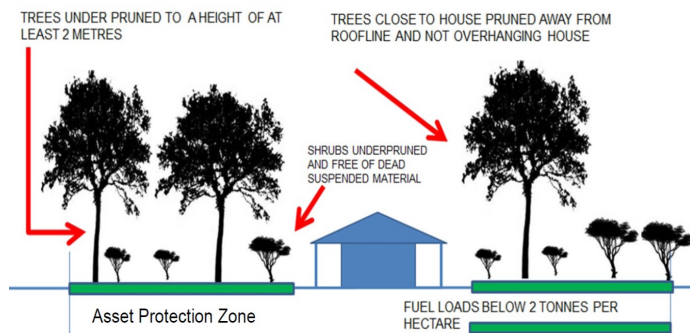 TREES UNDER PRUNED TO A HEIGHT OF AT
LEAST 2 METRES
TREES CLOSE TO HOUSE PRUNED AWAY FROM
ROOFLINE AND NOT OVERHANGING HOUSE
SHRUBS UNDERPRUNED
AND FREE OF DEAD
SUSPENDED MATERIAL
Asset Protection Zone
FUEL LOADS BELOW 2 TONNES PER
HECTARE